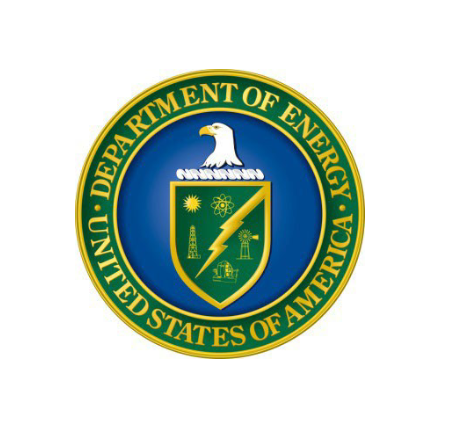 DEPARTMENT OF ENERGY
UNITED STATES OF AMERICA